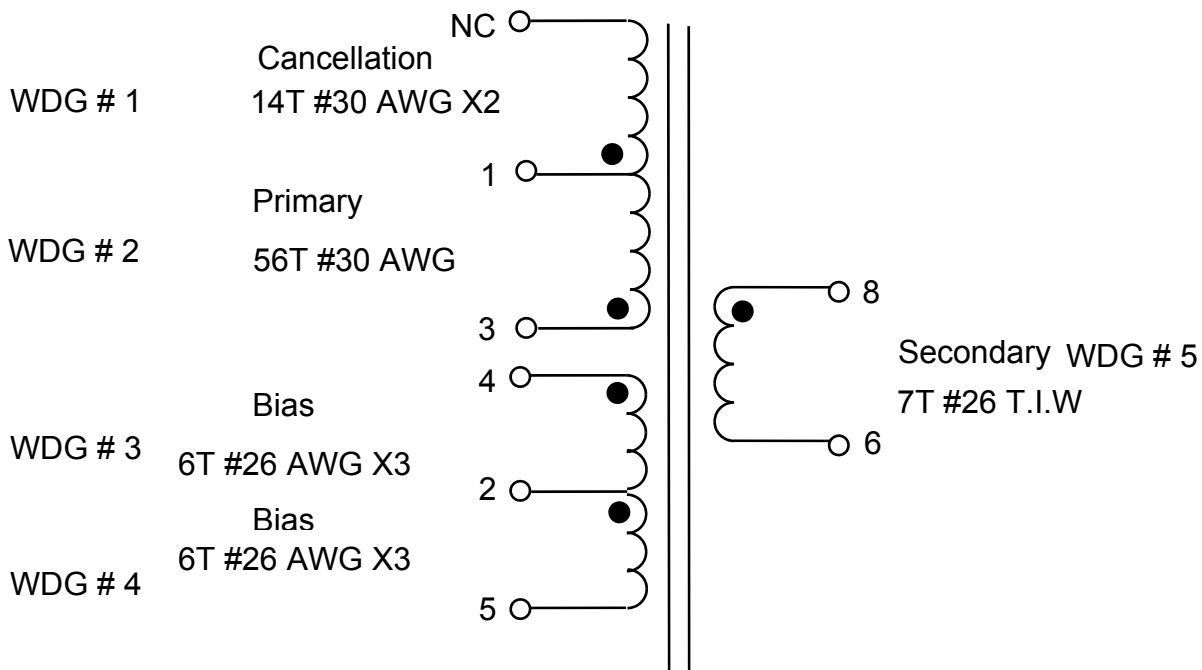 NC
Cancellation
WDG # 1
14T #30 AWG X2
1
Primary
WDG # 2
56T #30 AWG
3
8
Secondary WDG # 5
7T #26 T.I.W
6
4
Bias
WDG # 3
6T #26 AWG X3
2
Bias
6T #26 AWG X3
WDG # 4
5